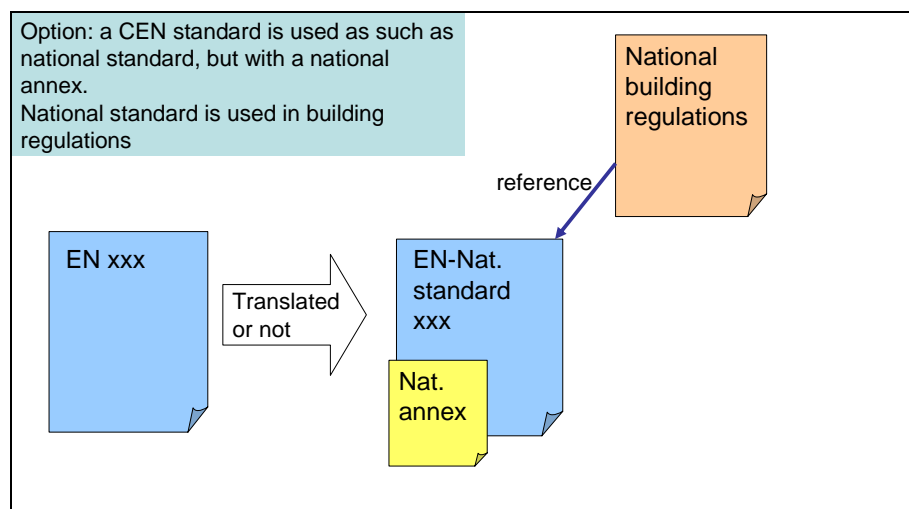 Option: a CEN standard is used as such as
national standard, but with a national
annex.
National standard is used in building
regulations
National
building
regulations
reference
EN xxx
Translated
or not
EN-Nat.
standard
xxx
Nat.
annex